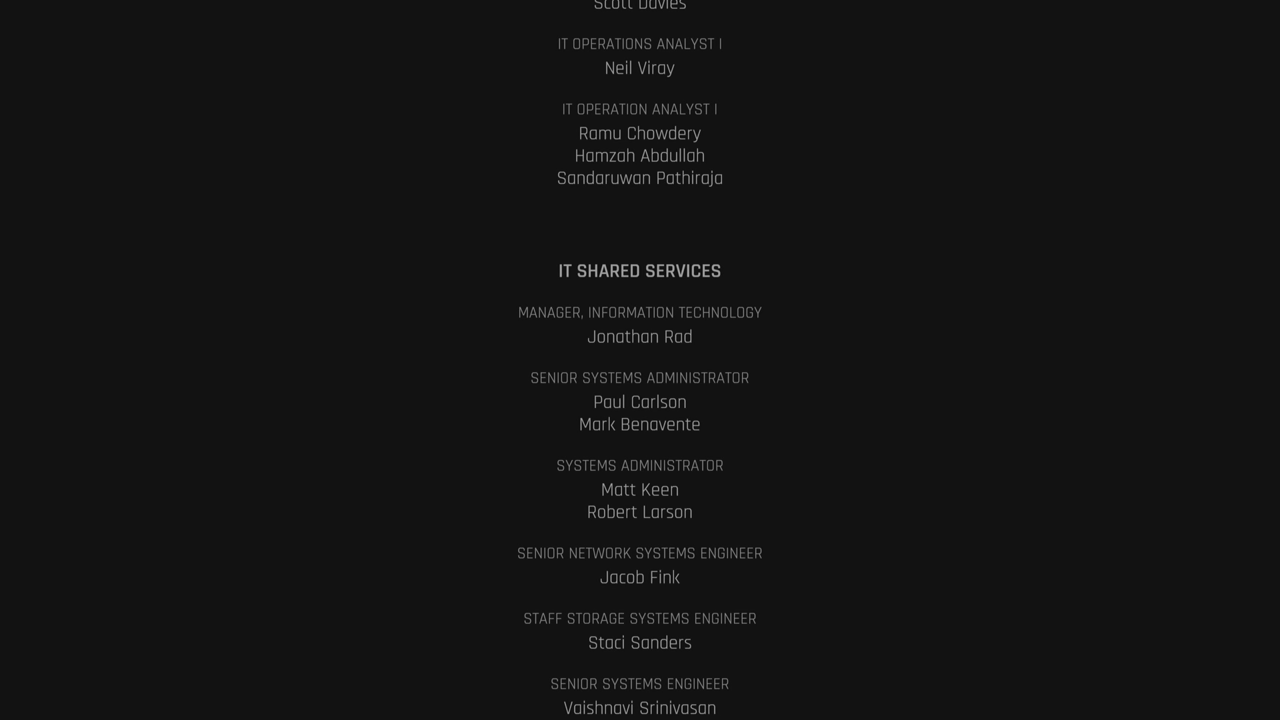 Scott Davies
IT OPERATIONS ANALYST I
Neil Viray
IT OPERATION ANALYST I
Ramu Chowdery
Hamzah Abdullah
Sandaruwan Pathiraja
IT SHARED SERVICES
MANAGER, INFORMATION TECHNOLOGY
Jonathan Rad
SENIOR SYSTEMS ADMINISTRATOR
Paul Carlson
Mark Benavente
SYSTEMS ADMINISTRATOR
Matt Keen
Robert Larson
SENIOR NETWORK SYSTEMS ENGINEER
Jacob Fink
STAFF STORAGE SYSTEMS ENGINEER
Staci Sanders
SENIOR SYSTEMS ENGINEER
Vaishnavi Srinivasan